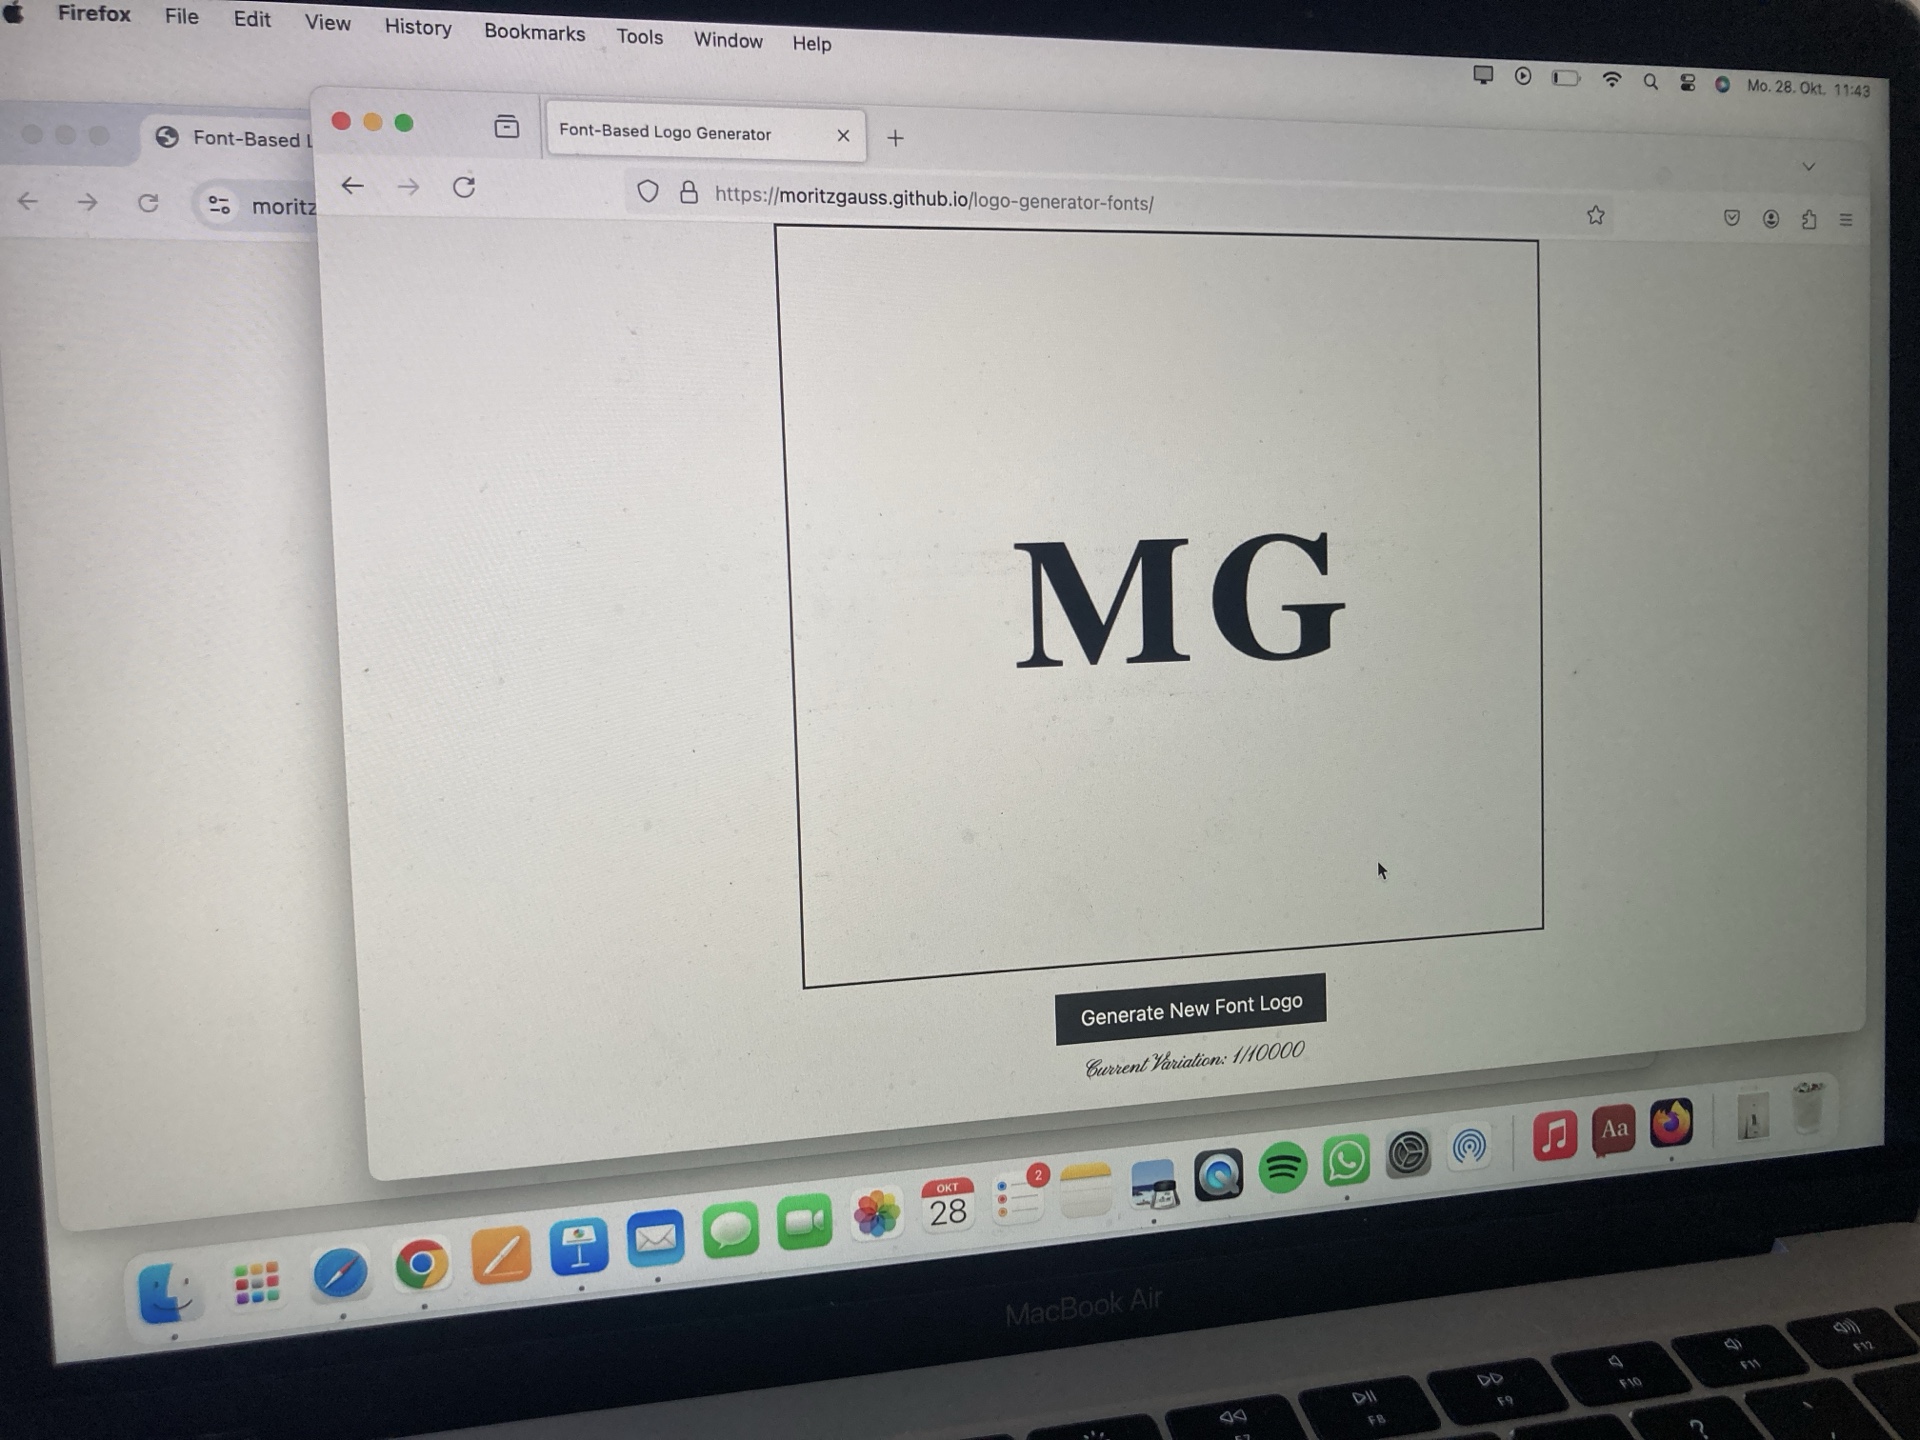 Firefox File Edit View History Bookmarks Tools Window Help
Mo. 28. Okt. 11:43
Font-Based L
Font-Based Logo Generator
moritz
https://moritzgauss.github.io/logo-generator-fonts/
MG
Generate New Font Logo
Current Variation: 1/10000
OKT
28
2
Aa
MacBook Air
F7
F8
F9
F10
F11
F12
?